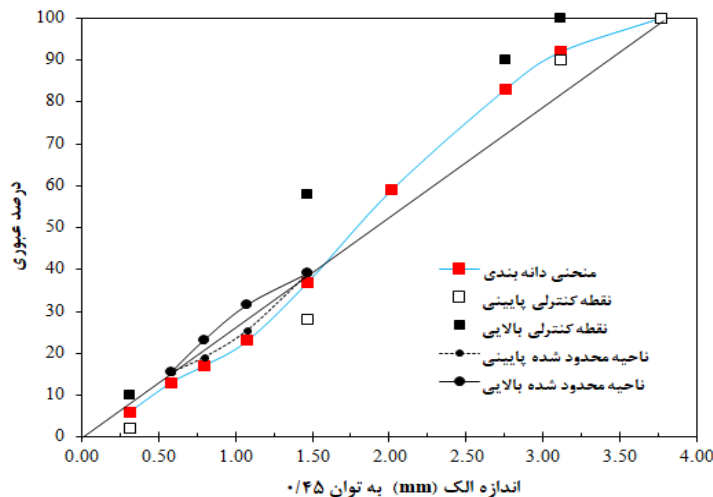 100
90
80
70
60
50
40
30
20
10
0
درصد عبوری
منحنی دانه بندی
نقطه کنترلی پایینی
نقطه کنترلی بالایی
ناحیه محدود شده پایینی
ناحیه محدود شده بالایی
0.00 0.50 1.00 1.50 2.00 2.50 3.00 3.50 4.00
اندازه الک (mm) به توان ۰/۴۵